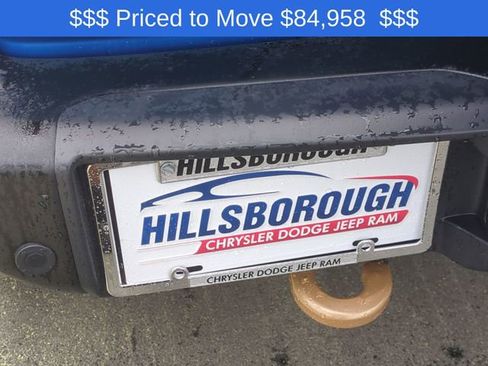 $$$ Priced to Move $84,958 $$$
HILLSBOROUGH
HILLSBOROUGH
CHRYSLER DODGE JEEP RAM
CHRYSLER DODGE JEEP RAM